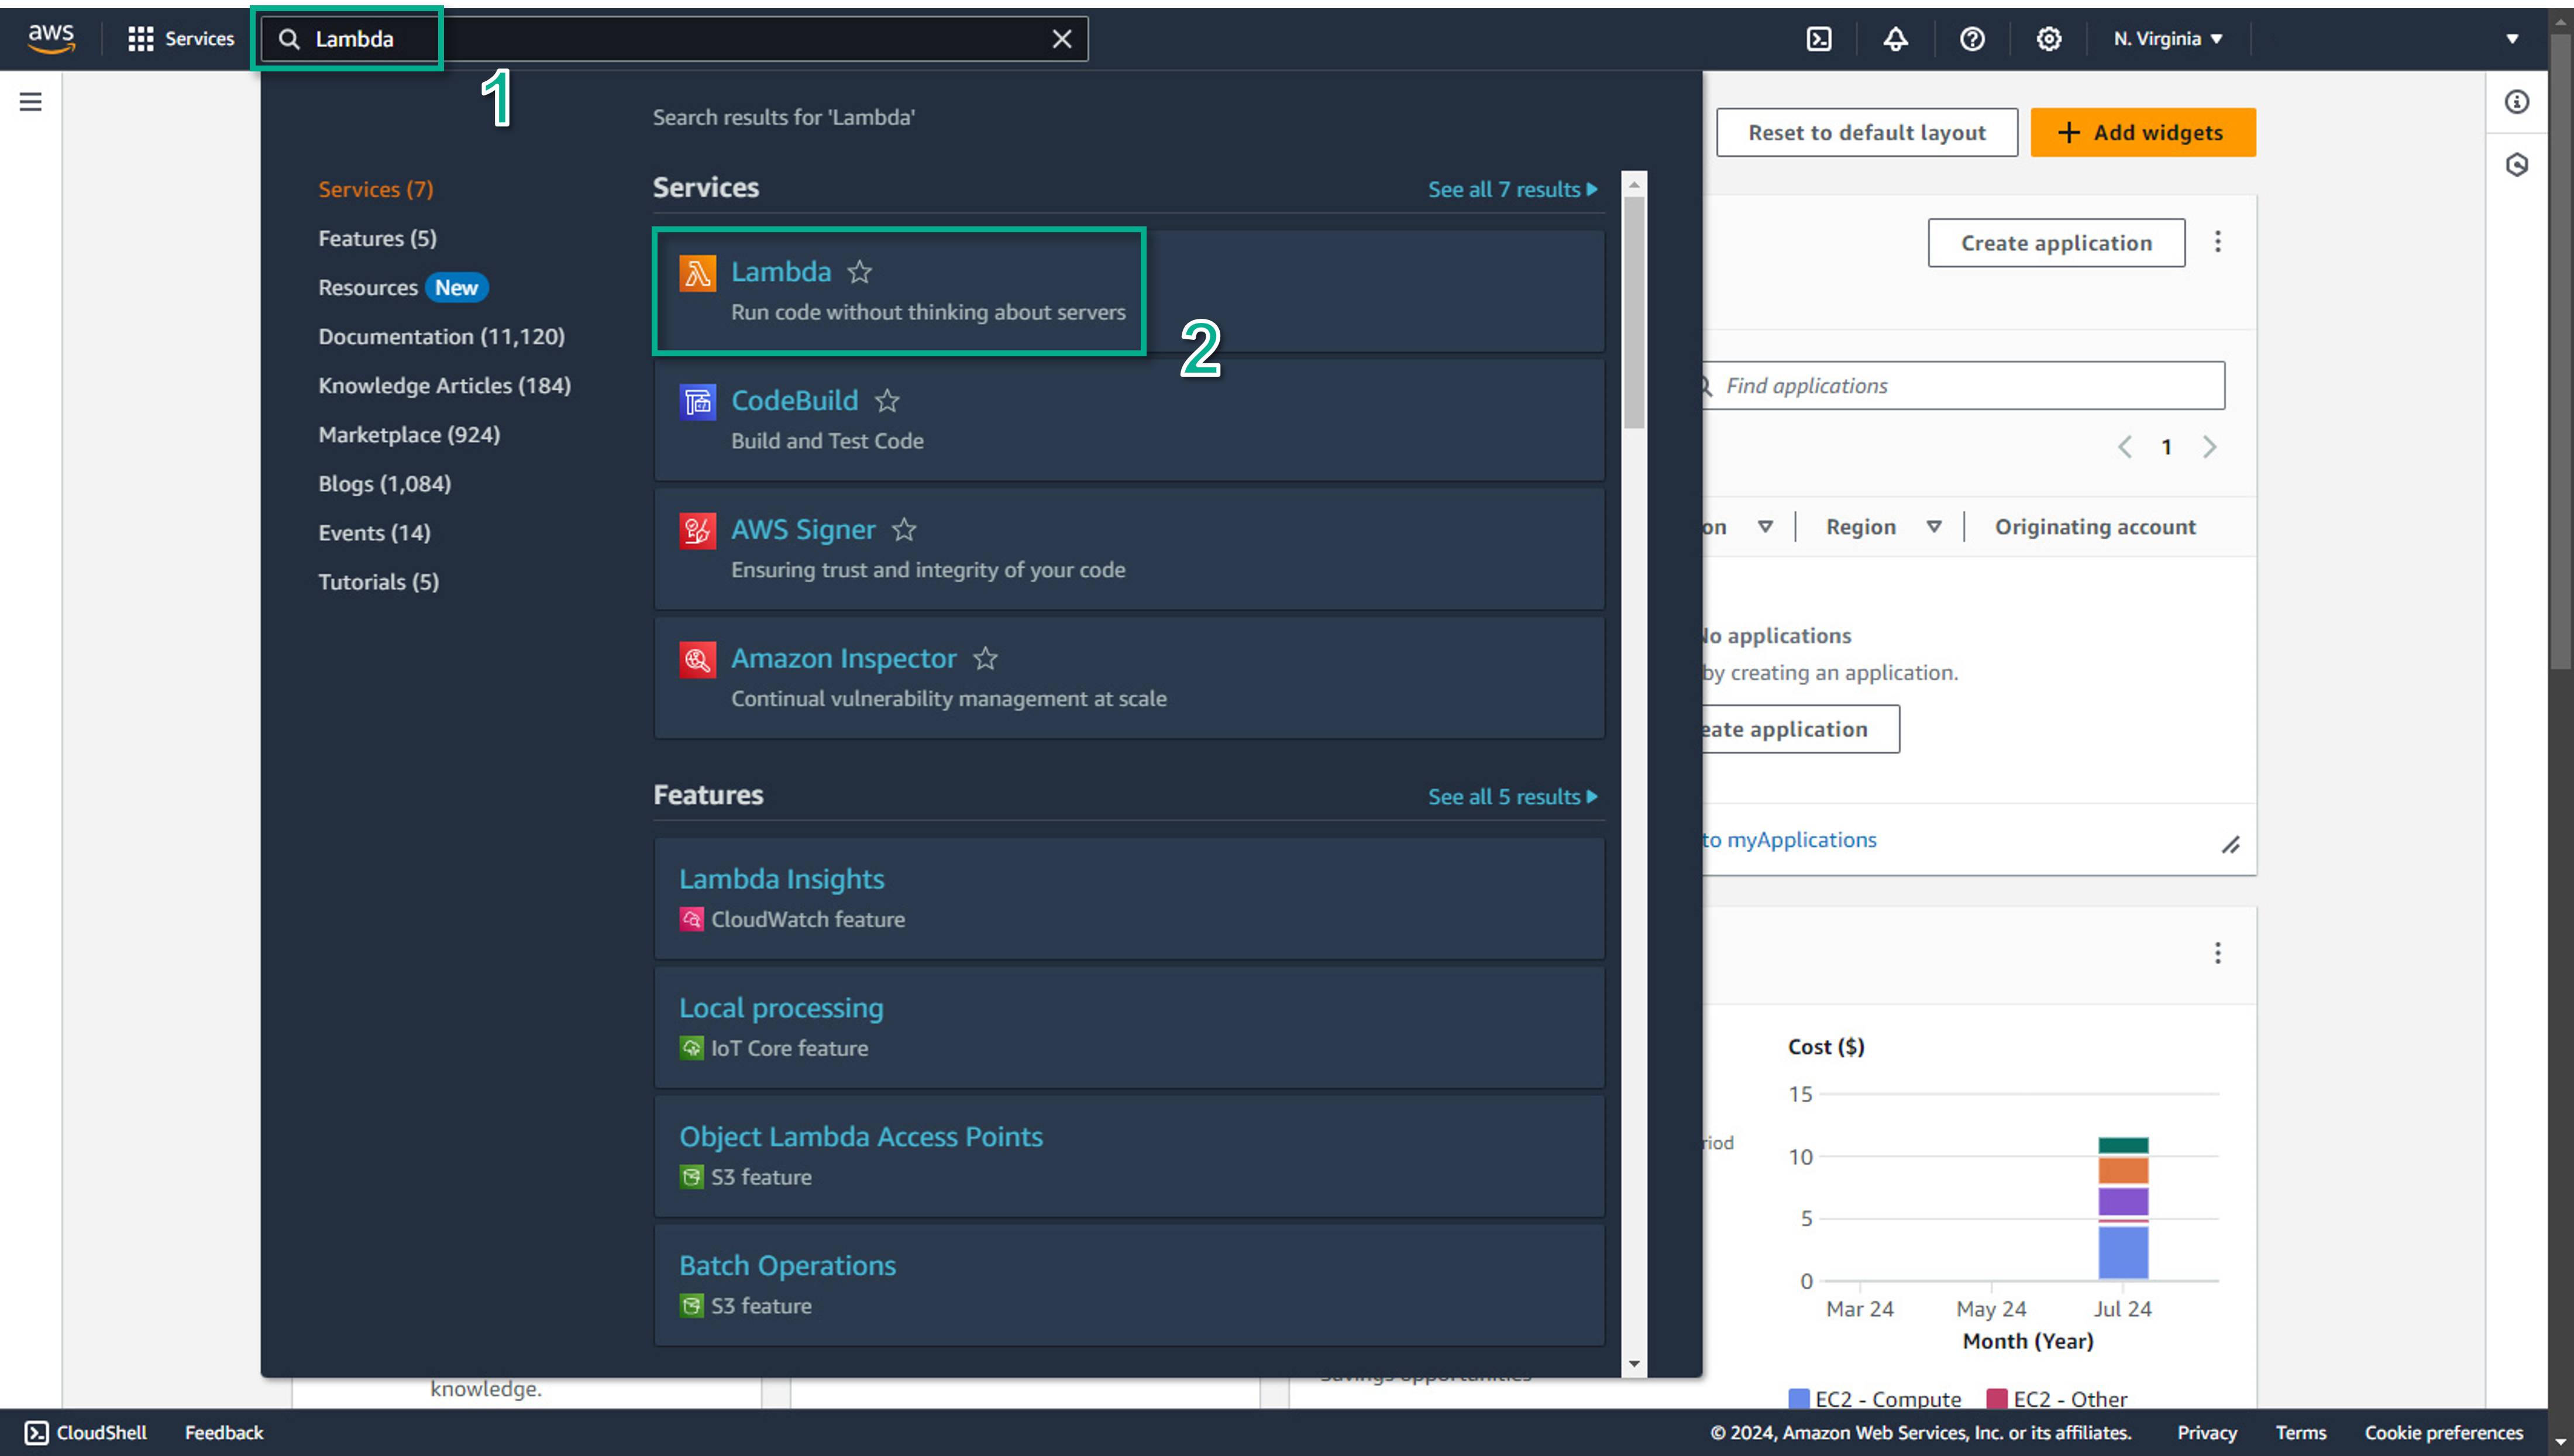 aws
Services
Lambda
N. Virginia
1
Search results for 'Lambda'
Reset to default layout
Add widgets
Services (7)
Features (5)
Resources New
Documentation (11,120)
Knowledge Articles (184)
Marketplace (924)
Blogs (1,084)
Events (14)
Tutorials (5)
Services
See all 7 results
Lambda
Run code without thinking about servers
2
CodeBuild
Build and Test Code
AWS Signer
Ensuring trust and integrity of your code
Amazon Inspector
Continual vulnerability management at scale
Features
See all 5 results
Lambda Insights
CloudWatch feature
Local processing
IoT Core feature
Object Lambda Access Points
S3 feature
Batch Operations
S3 feature
Create application
Find applications
1
on
Region
Originating account
No applications
by creating an application.
eate application
to myApplications
riod
Cost ($)
15
10
5
0
Mar 24 May 24 Jul 24
Month (Year)
EC2 - Compute EC2 - Other
knowledge.
CloudShell
Feedback
© 2024, Amazon Web Services, Inc. or its affiliates.
Privacy
Terms
Cookie preferences